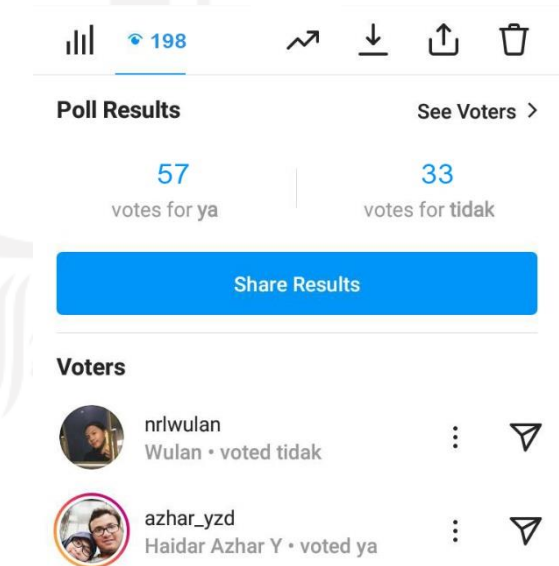 198
Poll Results See Voters >
57 33
votes for ya votes for tidak
Share Results
Voters
nrlwulan
Wulan • voted tidak
azhar_yzd
Haidar Azhar Y • voted ya